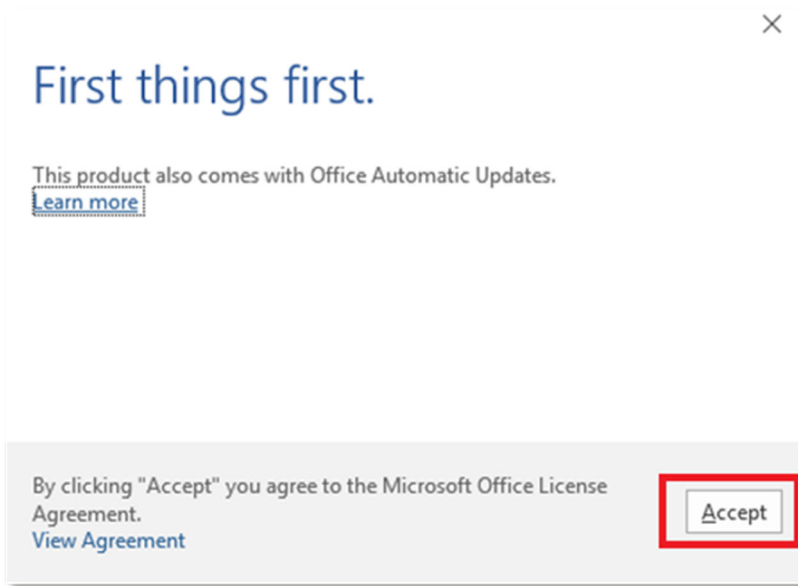 First things first.
This product also comes with Office Automatic Updates.
Learn more
By clicking "Accept" you agree to the Microsoft Office License
Agreement.
View Agreement
Accept